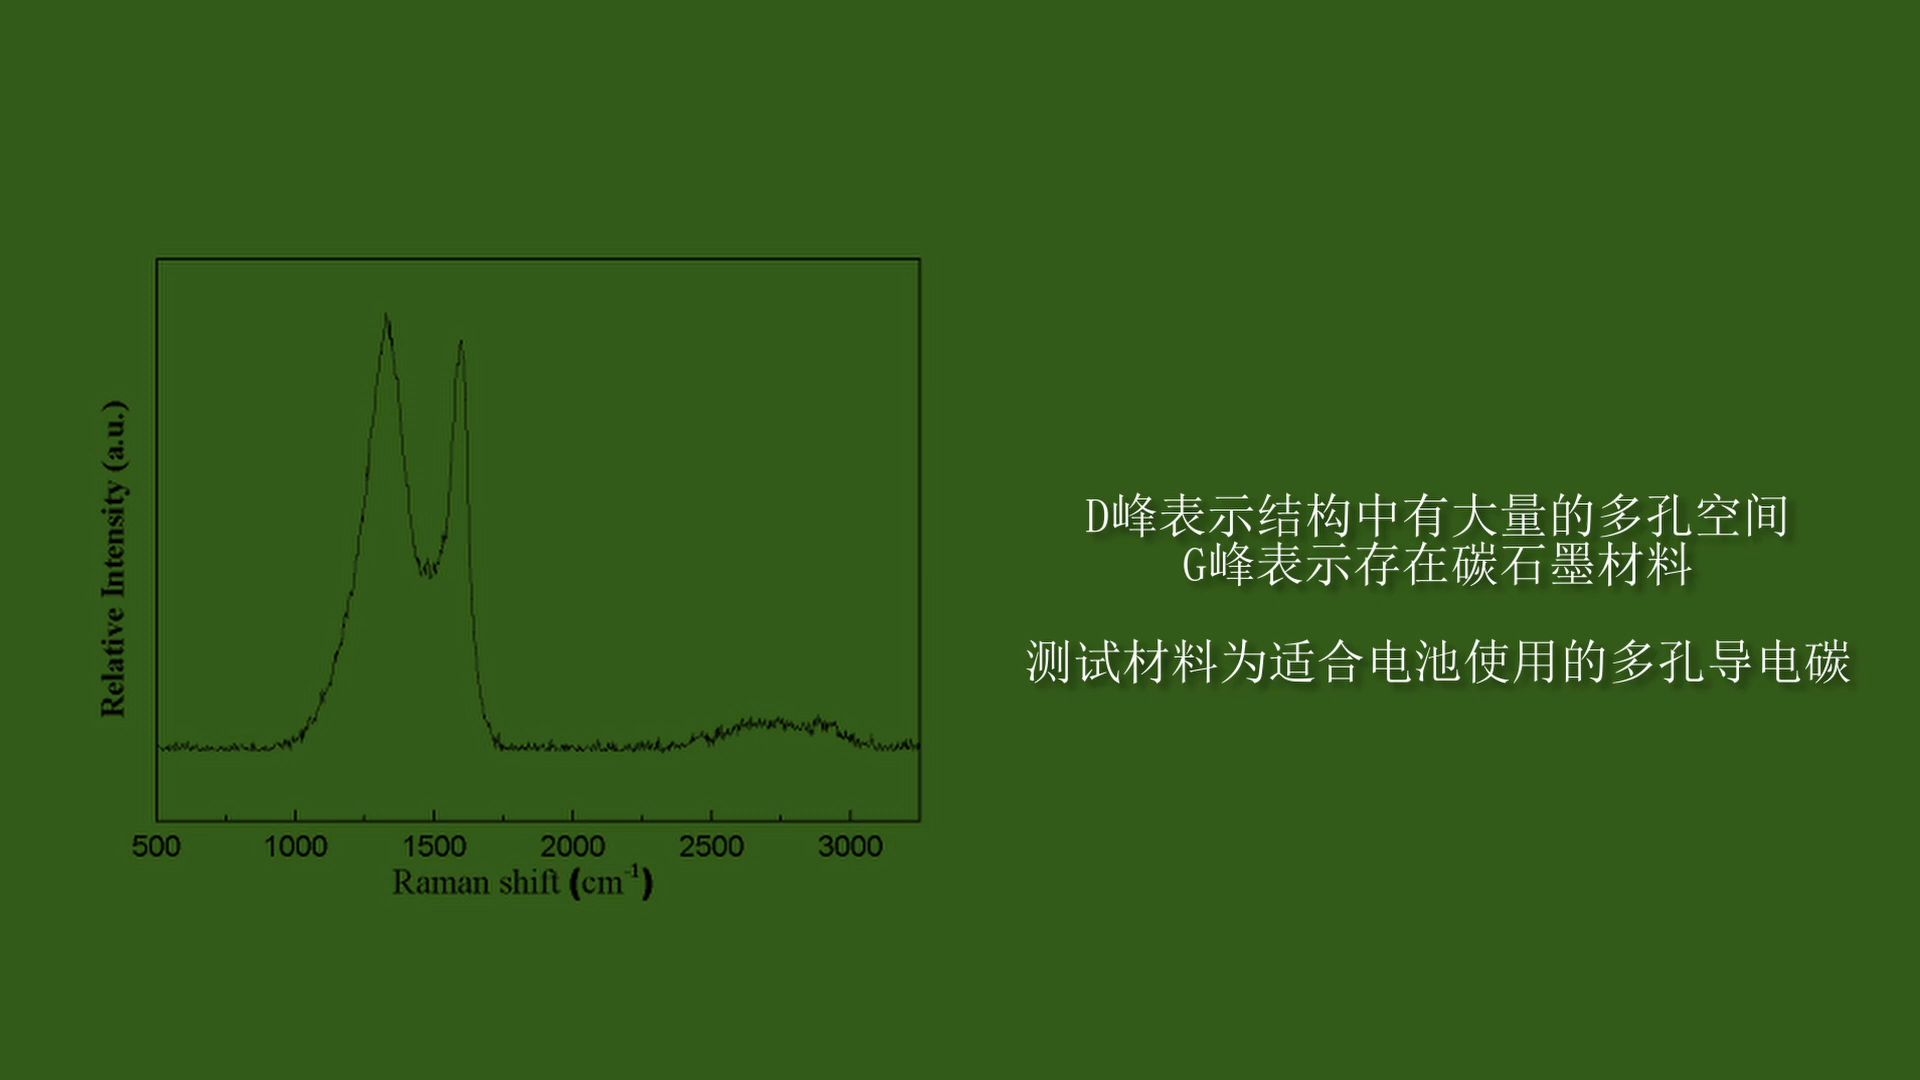 Relative Intensity (a.u.)
500 1000 1500 2000 2500 3000
Raman shift (cm⁻¹)
D峰表示结构中有大量的多孔空间
G峰表示存在碳石墨材料
测试材料为适合电池使用的多孔导电碳